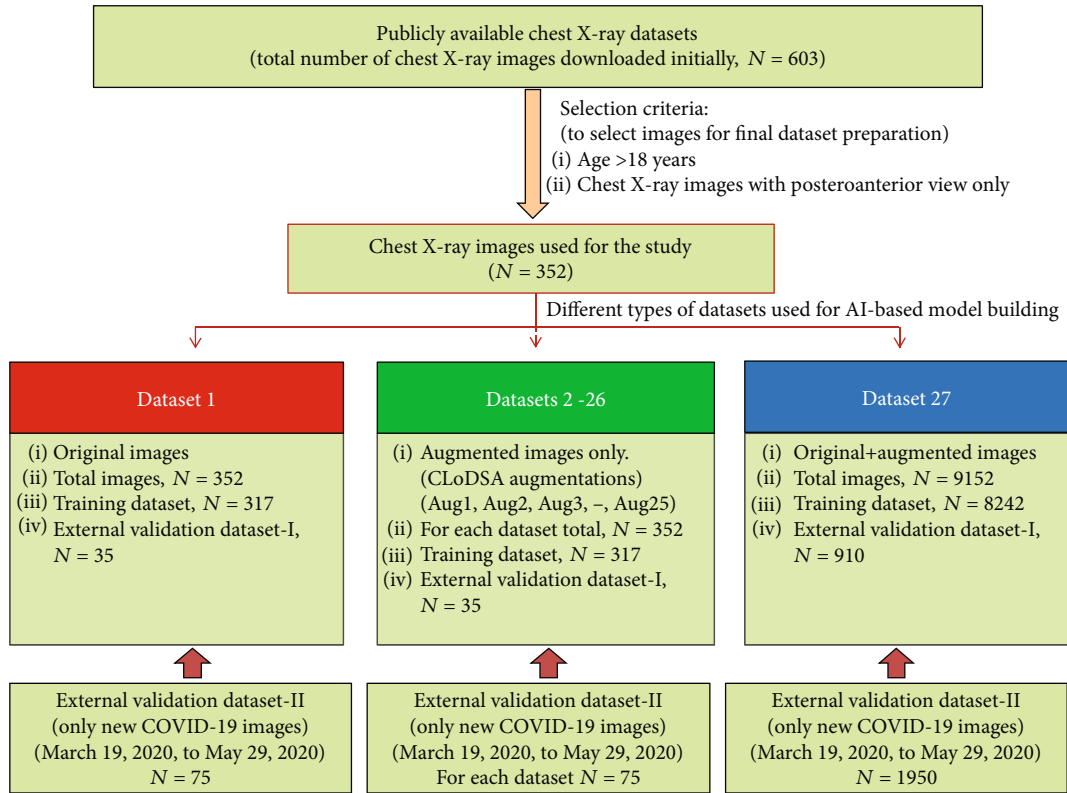 Publicly available chest X-ray datasets
(total number of chest X-ray images downloaded initially, N = 603)
Selection criteria:
(to select images for final dataset preparation)
(i) Age >18 years
(ii) Chest X-ray images with posteroanterior view only
Chest X-ray images used for the study
(N = 352)
Different types of datasets used for AI-based model building
Dataset 1
(i) Original images
(ii) Total images, N = 352
(iii) Training dataset, N = 317
(iv) External validation dataset-I,
N = 35
External validation dataset-II
(only new COVID-19 images)
(March 19, 2020, to May 29, 2020)
N = 75
Datasets 2 -26
(i) Augmented images only.
(CLoDSA augmentations)
(Aug1, Aug2, Aug3, –, Aug25)
(ii) For each dataset total, N = 352
(iii) Training dataset, N = 317
(iv) External validation dataset-I,
N = 35
External validation dataset-II
(only new COVID-19 images)
(March 19, 2020, to May 29, 2020)
For each dataset N = 75
Dataset 27
(i) Original+augmented images
(ii) Total images, N = 9152
(iii) Training dataset, N = 8242
(iv) External validation dataset-I,
N = 910
External validation dataset-II
(only new COVID-19 images)
(March 19, 2020, to May 29, 2020)
N = 1950